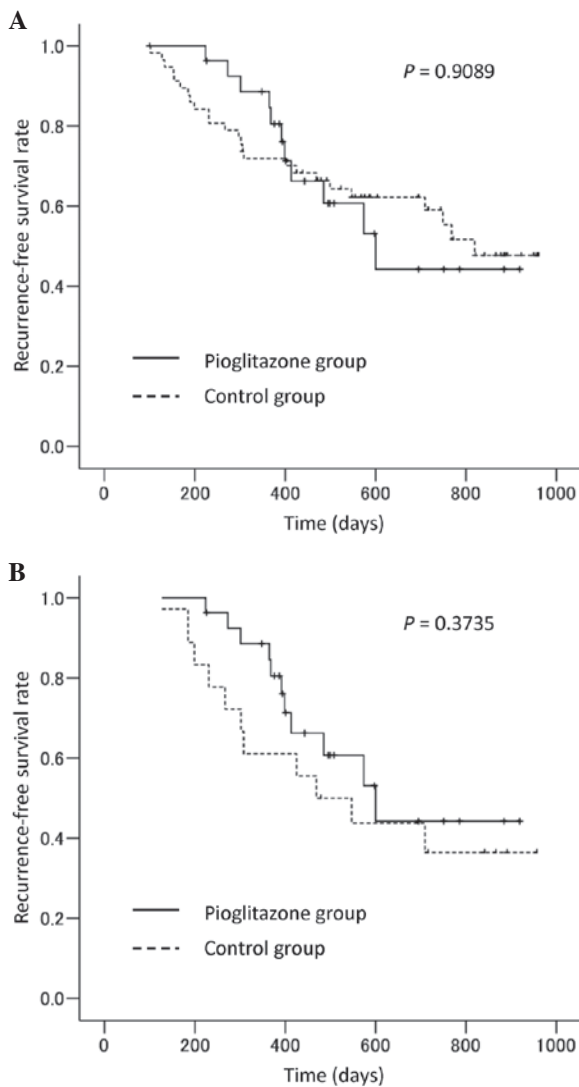 A
1.0
P = 0.9089
0.8
0.6
0.4
0.2
0.0
Recurrence-free survival rate
Pioglitazone group
Control group
0 200 400 600 800 1000
Time (days)
B
1.0
P = 0.3735
0.8
0.6
0.4
0.2
0.0
Recurrence-free survival rate
Pioglitazone group
Control group
0 200 400 600 800 1000
Time (days)